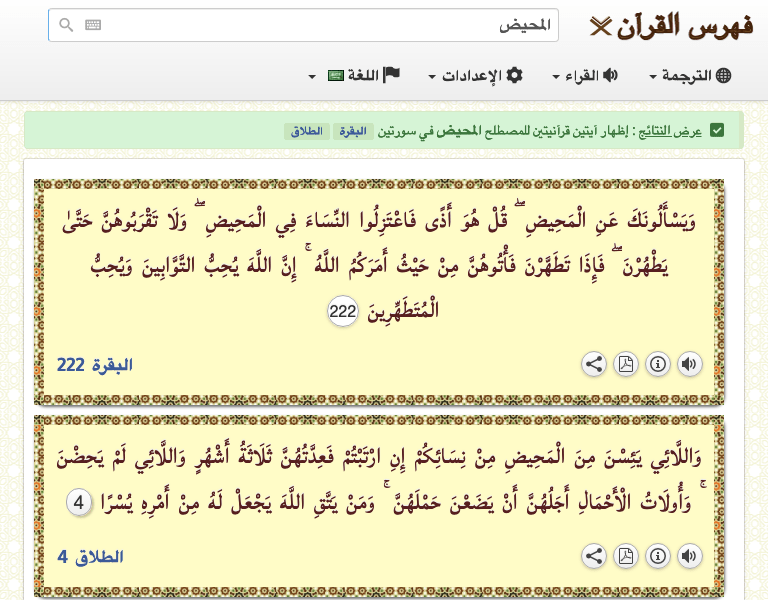 فهرس القرآن
المحيض
الترجمة
القراء
الإعدادات
اللغة
عرض النتائج : إظهار آيتين قرآنيتين للمصطلح المحيض في سورتين البقرة الطلاق
وَيَسْأَلُونَكَ عَنِ الْمَحِيضِ ۖ قُلْ هُوَ أَذًى فَاعْتَزِلُوا النِّسَاءَ فِي الْمَحِيضِ ۖ وَلَا تَقْرَبُوهُنَّ حَتَّىٰ
يَطْهُرْنَ ۖ فَإِذَا تَطَهَّرْنَ فَأْتُوهُنَّ مِنْ حَيْثُ أَمَرَكُمُ اللَّهُ ۚ إِنَّ اللَّهَ يُحِبُّ التَّوَّابِينَ وَيُحِبُّ
الْمُتَطَهِّرِينَ 222
البقرة 222
وَاللَّائِي يَئِسْنَ مِنَ الْمَحِيضِ مِنْ نِسَائِكُمْ إِنِ ارْتَبْتُمْ فَعِدَّتُهُنَّ ثَلَاثَةُ أَشْهُرٍ وَاللَّائِي لَمْ يَحِضْنَ
ۚ وَأُولَاتُ الْأَحْمَالِ أَجَلُهُنَّ أَنْ يَضَعْنَ حَمْلَهُنَّ ۚ وَمَنْ يَتَّقِ اللَّهَ يَجْعَلْ لَهُ مِنْ أَمْرِهِ يُسْرًا 4
الطلاق 4